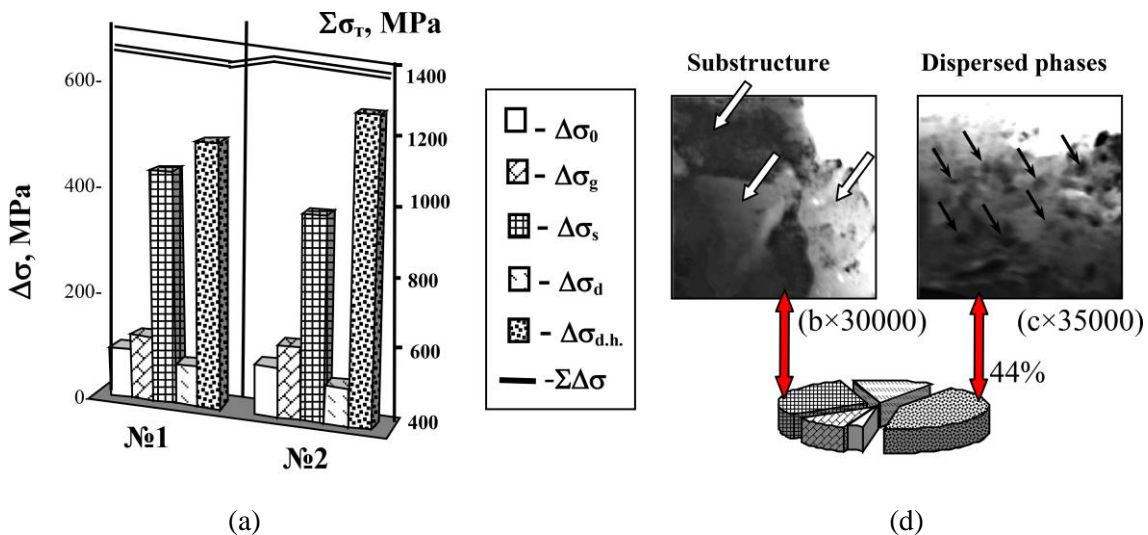 Σσт, MPa
Δσ, MPa
600-
400-
200-
0-
1400
1200
1000
800
600
400
№1
№2
- Δσ0
- Δσg
- Δσs
- Δσd
- Δσd.h.
-ΣΔσ
(a)
Substructure
Dispersed phases
(b×30000)
(c×35000)
44%
(d)